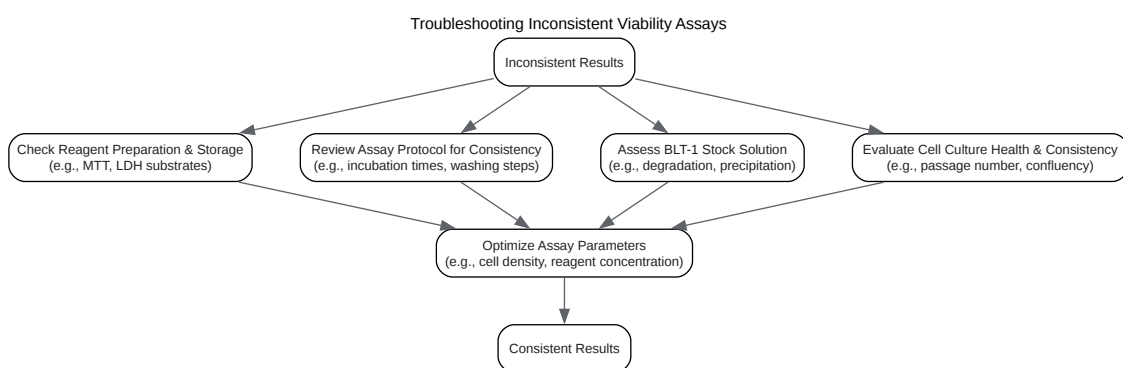 Troubleshooting Inconsistent Viability Assays
Inconsistent Results
Check Reagent Preparation & Storage
(e.g., MTT, LDH substrates)
Review Assay Protocol for Consistency
(e.g., incubation times, washing steps)
Assess BLT-1 Stock Solution
(e.g., degradation, precipitation)
Evaluate Cell Culture Health & Consistency
(e.g., passage number, confluency)
Optimize Assay Parameters
(e.g., cell density, reagent concentration)
Consistent Results